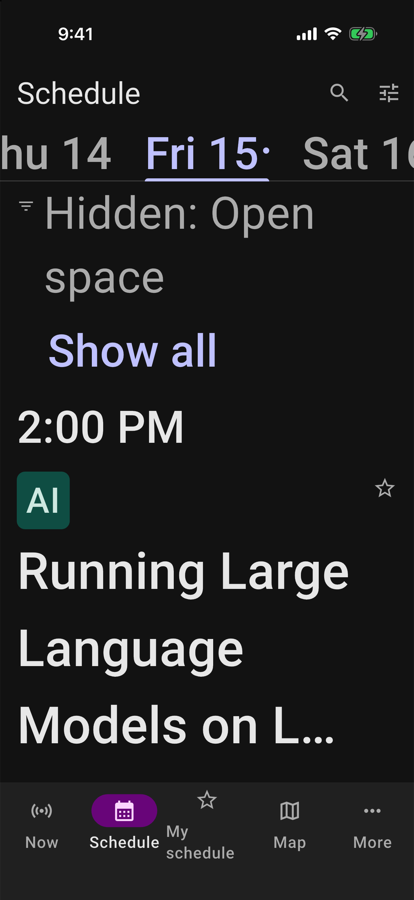 9:41
Schedule
hu 14 Fri 15· Sat 16
Hidden: Open
space
Show all
2:00 PM
AI
Running Large
Language
Models on L...
Now
Schedule
My
schedule
Map
More